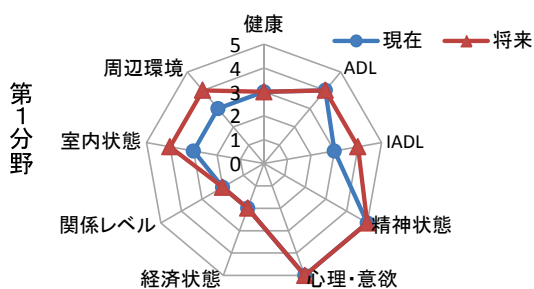 健康
現在
将来
5
4
3
2
1
0
ADL
IADL
精神状態
心理・意欲
経済状態
関係レベル
室内状態
周辺環境
第1分野